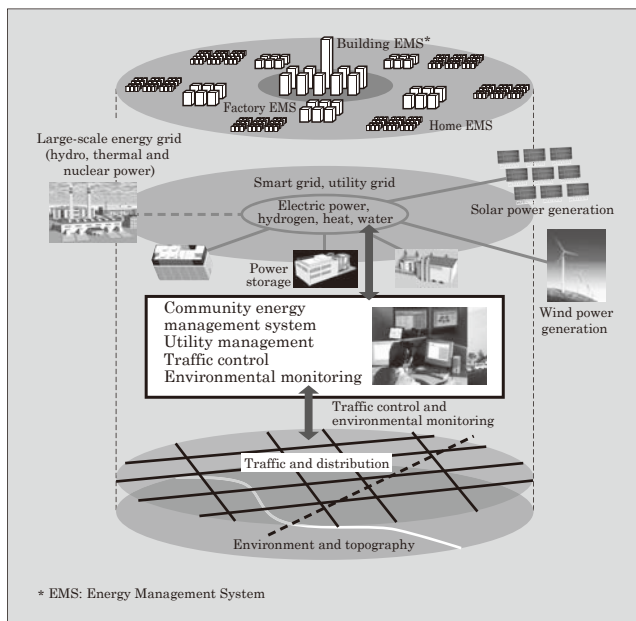 Building EMS*
Factory EMS
Home EMS
Large-scale energy grid
(hydro, thermal and
nuclear power)
Smart grid, utility grid
Electric power,
hydrogen, heat, water
Solar power generation
Power
storage
Wind power
generation
Community energy
management system
Utility management
Traffic control
Environmental monitoring
Traffic control and
environmental monitoring
Traffic and distribution
Environment and topography
* EMS: Energy Management System